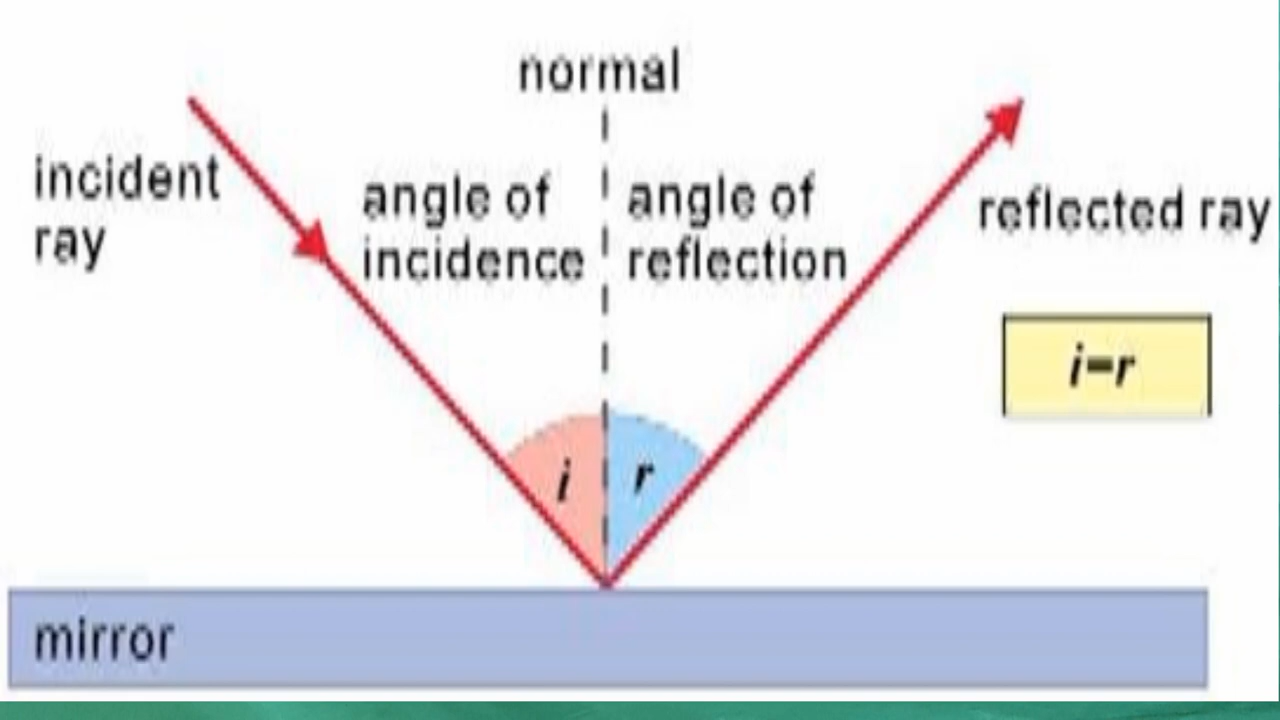 normal
incident
ray
angle of
incidence
angle of
reflection
reflected ray
i=r
i
r
mirror